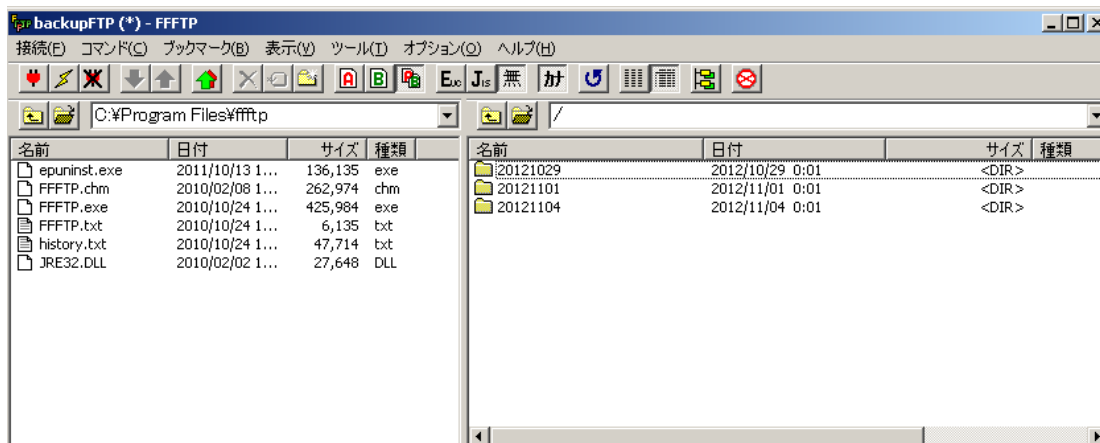 backupFTP (*) - FFFTP
接続(F) コマンド(C) ブックマーク(B) 表示(V) ツール(T) オプション(O) ヘルプ(H)
A B Euc JIS 無 カナ
C:¥Program Files¥ffftp /
名前 日付 サイズ 種類 名前 日付 サイズ 種類
epuninst.exe 2011/10/13 1... 136,135 exe 20121029 2012/10/29 0:01 <DIR>
FFFTP.chm 2010/02/08 1... 262,974 chm 20121101 2012/11/01 0:01 <DIR>
FFFTP.exe 2010/10/24 1... 425,984 exe 20121104 2012/11/04 0:01 <DIR>
FFFTP.txt 2010/10/24 1... 6,135 txt
history.txt 2010/10/24 1... 47,714 txt
JRE32.DLL 2010/02/02 1... 27,648 DLL